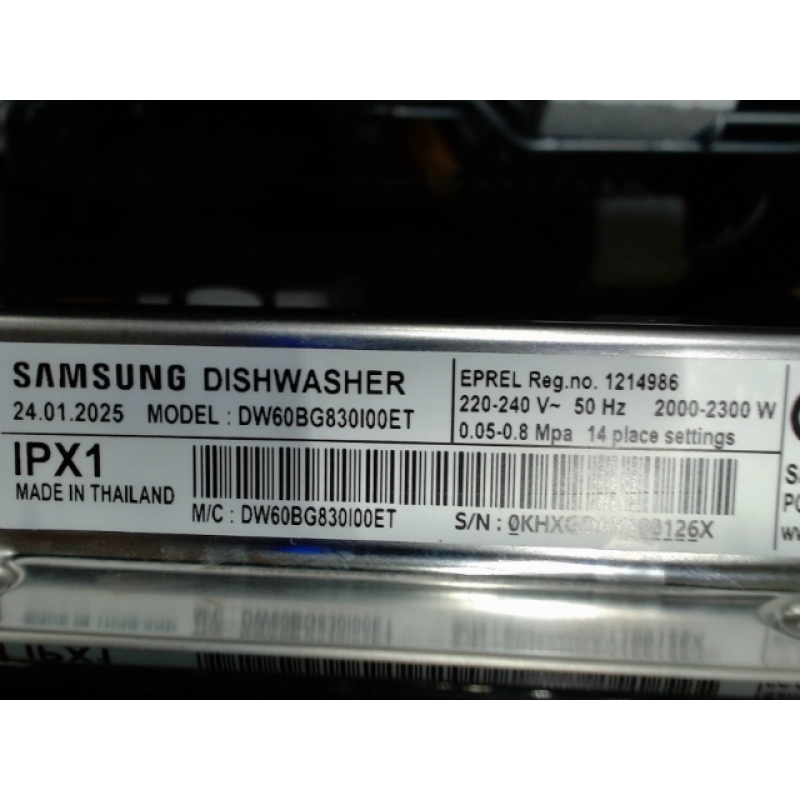 SAMSUNG DISHWASHER
24.01.2025 MODEL : DW60BG830I00ET
EPREL Reg.no. 1214986
220-240 V~ 50 Hz 2000-2300 W
0.05-0.8 Mpa 14 place settings
IPX1
MADE IN THAILAND
M/C : DW60BG830I00ET
S/N :